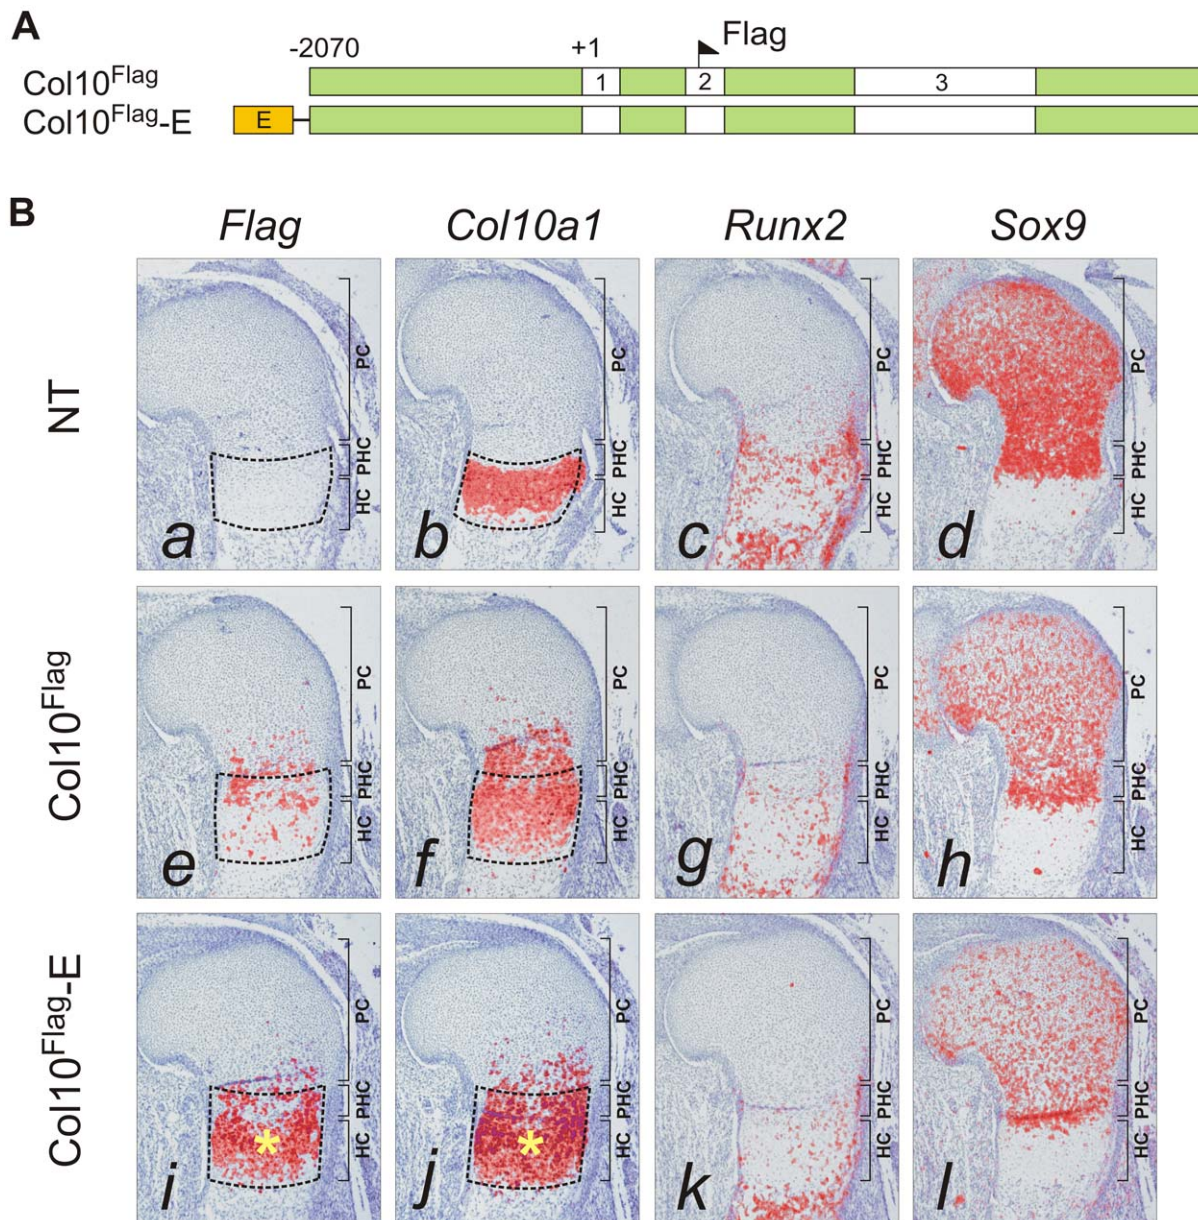 A
-2070
+1
Flag
Col10Flag
1
2
3
Col10Flag-E
E
B
Flag
Col10a1
Runx2
Sox9
NT
a
PC
PHC
HC
b
PC
PHC
HC
c
PC
PHC
HC
d
PC
PHC
HC
Col10Flag
e
PC
PHC
HC
f
PC
PHC
HC
g
PC
PHC
HC
h
PC
PHC
HC
Col10Flag-E
*
i
PC
PHC
HC
*
j
PC
PHC
HC
k
PC
PHC
HC
l
PC
PHC
HC